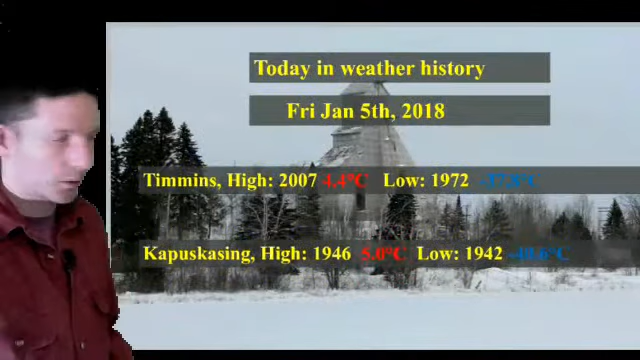 Today in weather history
Fri Jan 5th, 2018
Timmins, High: 2007 4.4°C Low: 1972
Kapuskasing, High: 1946 5.0°C Low: 1942 -40.6°C